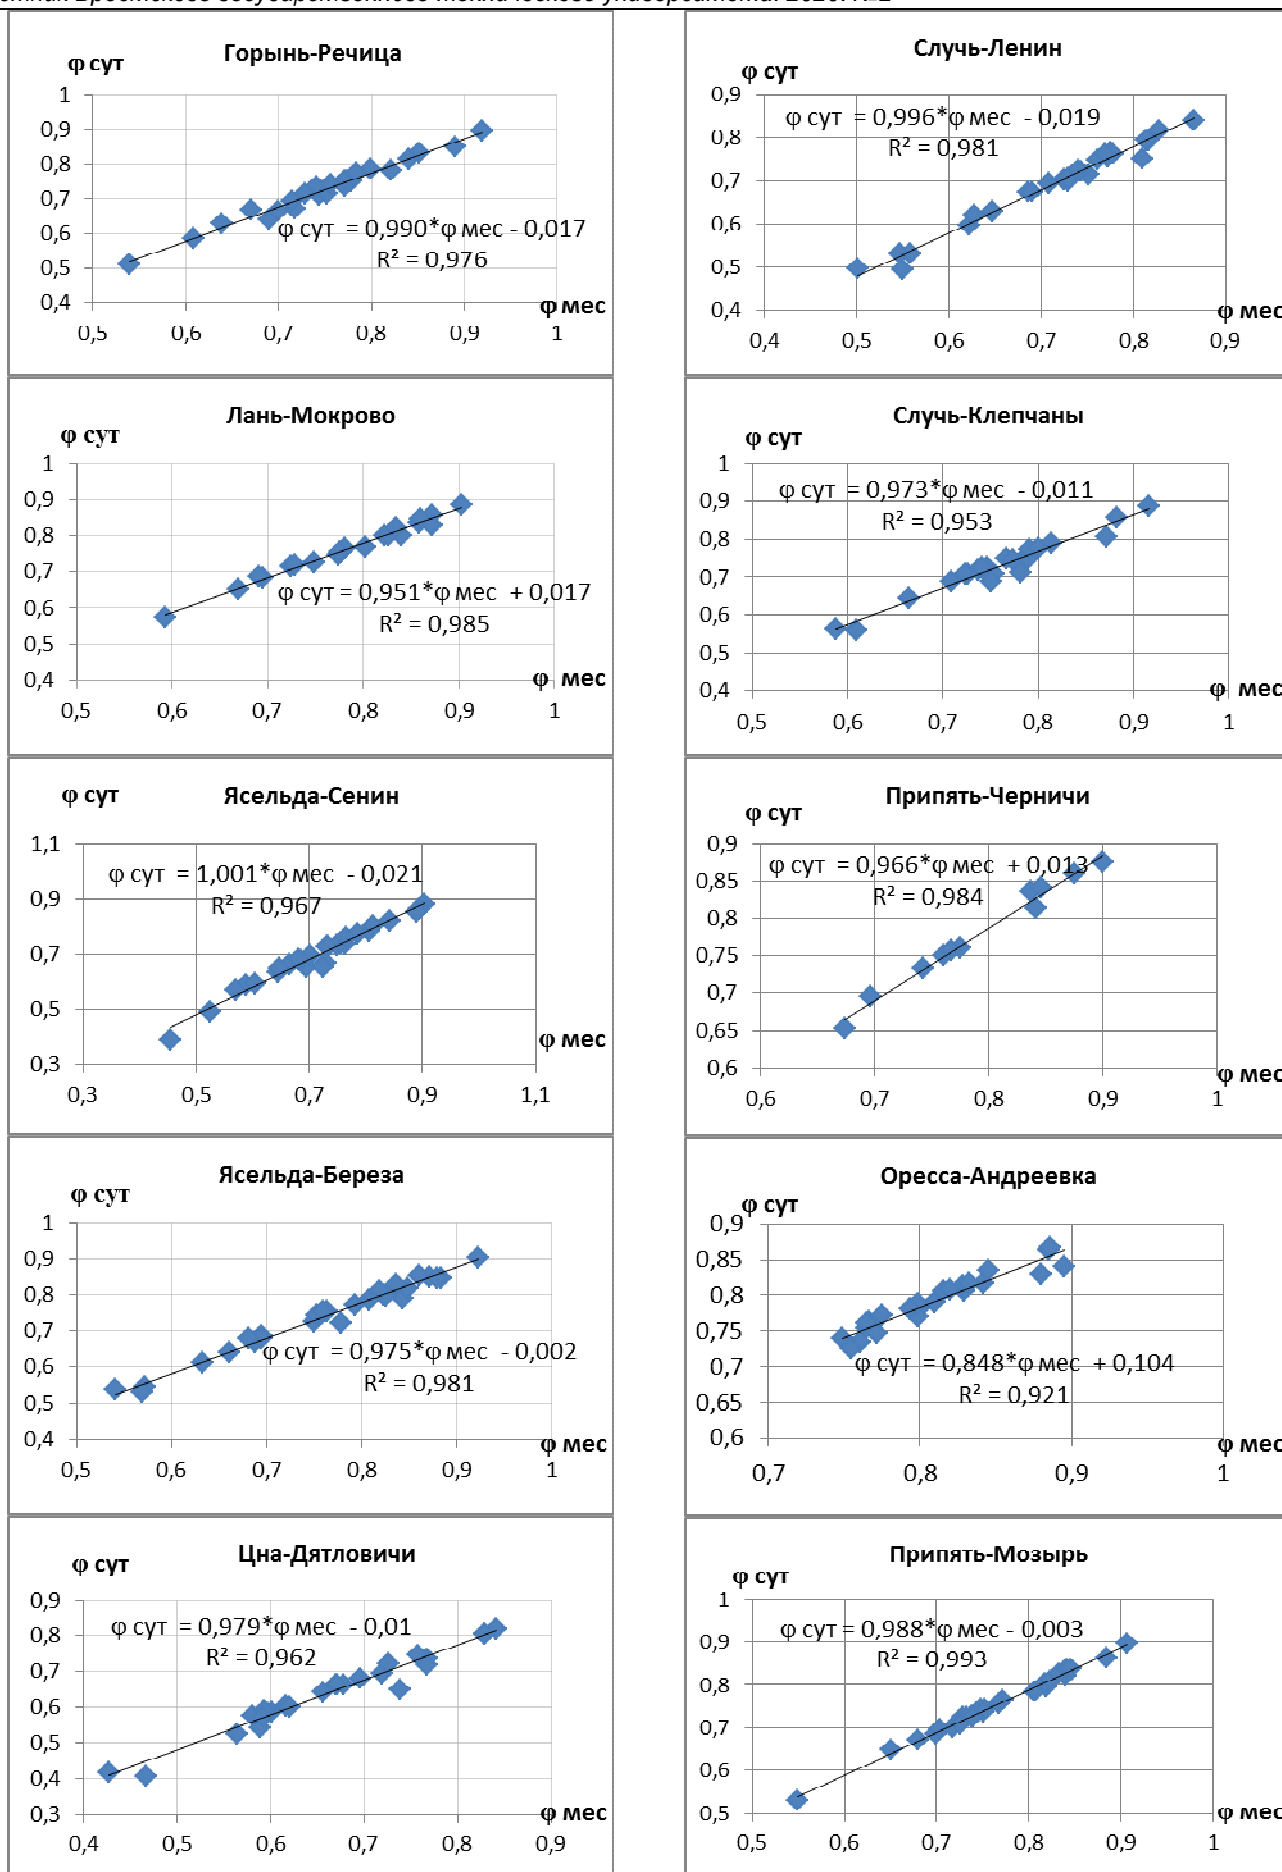 Горынь-Речица
φ сут
1
0,9
0,8
0,7
0,6
0,5
0,4
φ сут = 0,990*φ мес - 0,017
R² = 0,976
φ мес
0,5 0,6 0,7 0,8 0,9 1
Случь-Ленин
φ сут
0,9
0,8
0,7
0,6
0,5
0,4
φ сут = 0,996*φ мес - 0,019
R² = 0,981
φ мес
0,4 0,5 0,6 0,7 0,8 0,9
Лань-Мокрово
φ сут
1
0,9
0,8
0,7
0,6
0,5
0,4
φ сут = 0,951*φ мес + 0,017
R² = 0,985
φ мес
0,5 0,6 0,7 0,8 0,9 1
Случь-Клепчаны
φ сут
1
0,9
0,8
0,7
0,6
0,5
0,4
φ сут = 0,973*φ мес - 0,011
R² = 0,953
φ мес
0,5 0,6 0,7 0,8 0,9 1
Ясельда-Сенин
φ сут
1,1
0,9
0,7
0,5
0,3
φ сут = 1,001*φ мес - 0,021
R² = 0,967
φ мес
0,3 0,5 0,7 0,9 1,1
Припять-Черничи
φ сут
0,9
0,85
0,8
0,75
0,7
0,65
0,6
φ сут = 0,966*φ мес + 0,013
R² = 0,984
φ мес
0,6 0,7 0,8 0,9 1
Ясельда-Береза
φ сут
1
0,9
0,8
0,7
0,6
0,5
0,4
φ сут = 0,975*φ мес - 0,002
R² = 0,981
φ мес
0,5 0,6 0,7 0,8 0,9 1
Оресса-Андреевка
φ сут
0,9
0,85
0,8
0,75
0,7
0,65
0,6
φ сут = 0,848*φ мес + 0,104
R² = 0,921
φ мес
0,7 0,8 0,9 1
Цна-Дятловичи
φ сут
0,9
0,8
0,7
0,6
0,5
0,4
0,3
φ сут = 0,979*φ мес - 0,01
R² = 0,962
φ мес
0,4 0,5 0,6 0,7 0,8 0,9
Припять-Мозырь
φ сут
1
0,9
0,8
0,7
0,6
0,5
φ сут = 0,988*φ мес - 0,003
R² = 0,993
φ мес
0,5 0,6 0,7 0,8 0,9 1